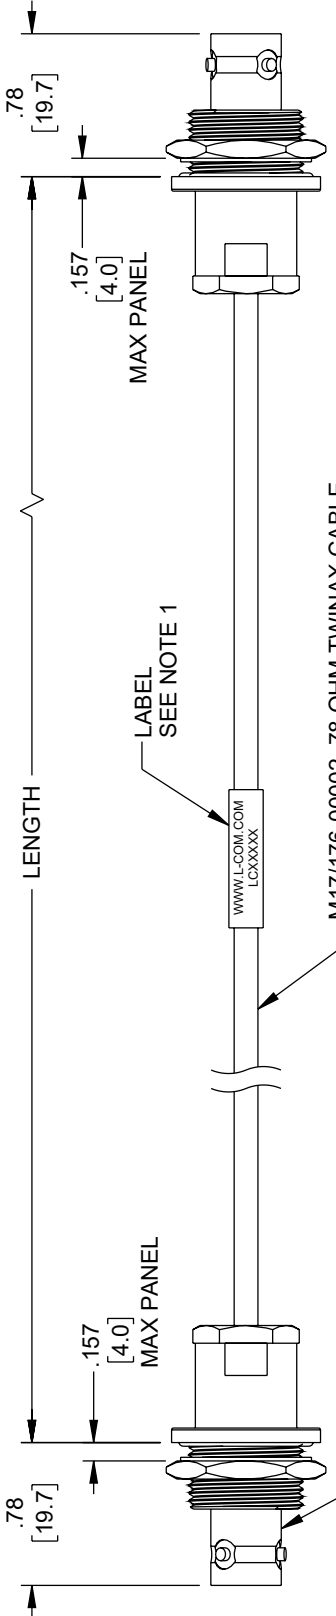 .78
[19.7]
.157
[4.0]
MAX PANEL
LENGTH
LABEL
SEE NOTE 1
WWW.L-COM.COM
LCXXXXX
.157
[4.0]
MAX PANEL
.78
[19.7]
M17/176-00002, 78 OHM TWINAX CABLE